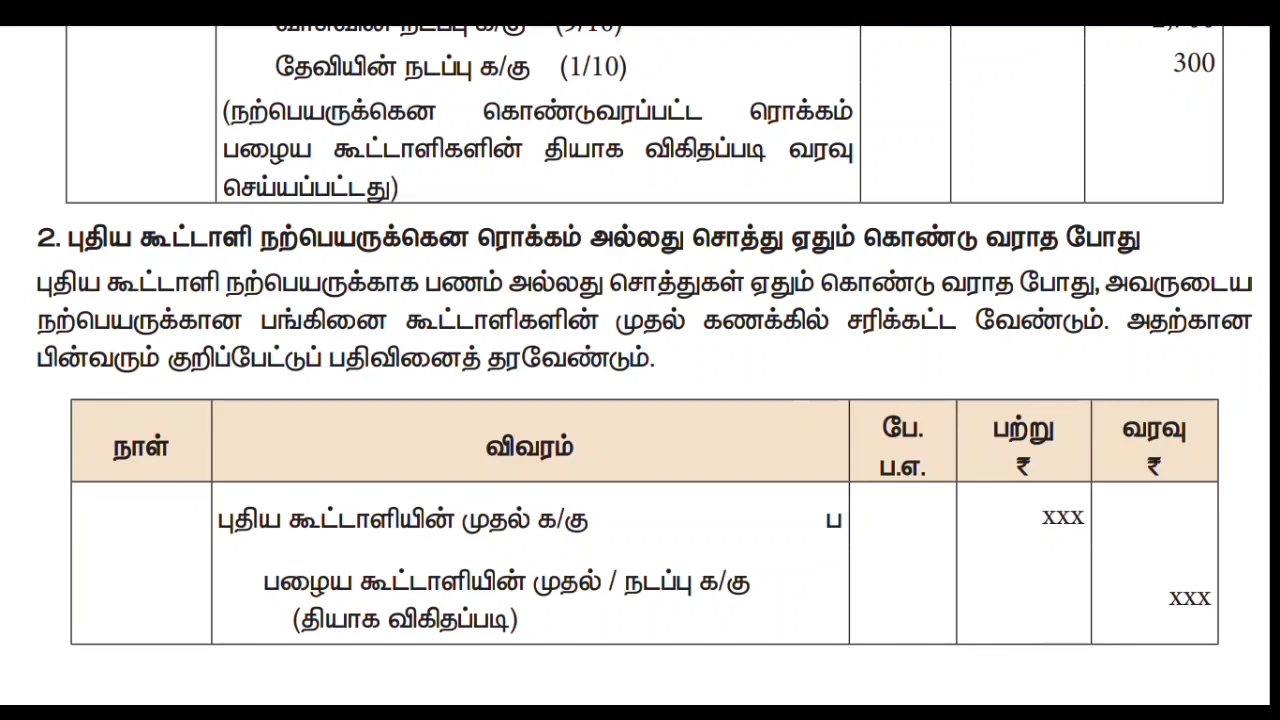 தேவியின் நடப்பு க/கு (1/10) 300
(நற்பெயருக்கென கொண்டுவரப்பட்ட ரொக்கம்
பழைய கூட்டாளிகளின் தியாக விகிதப்படி வரவு
செய்யப்பட்டது)
2. புதிய கூட்டாளி நற்பெயருக்கென ரொக்கம் அல்லது சொத்து ஏதும் கொண்டு வராத போது
புதிய கூட்டாளி நற்பெயருக்காக பணம் அல்லது சொத்துகள் ஏதும் கொண்டு வராத போது, அவருடைய
நற்பெயருக்கான பங்கினை கூட்டாளிகளின் முதல் கணக்கில் சரிக்கட்ட வேண்டும். அதற்கான
பின்வரும் குறிப்பேட்டுப் பதிவினைத் தரவேண்டும்.
நாள் விவரம் பே. ப.எ. பற்று ₹ வரவு ₹
புதிய கூட்டாளியின் முதல் க/கு ப xxx
பழைய கூட்டாளியின் முதல் / நடப்பு க/கு xxx
(தியாக விகிதப்படி)